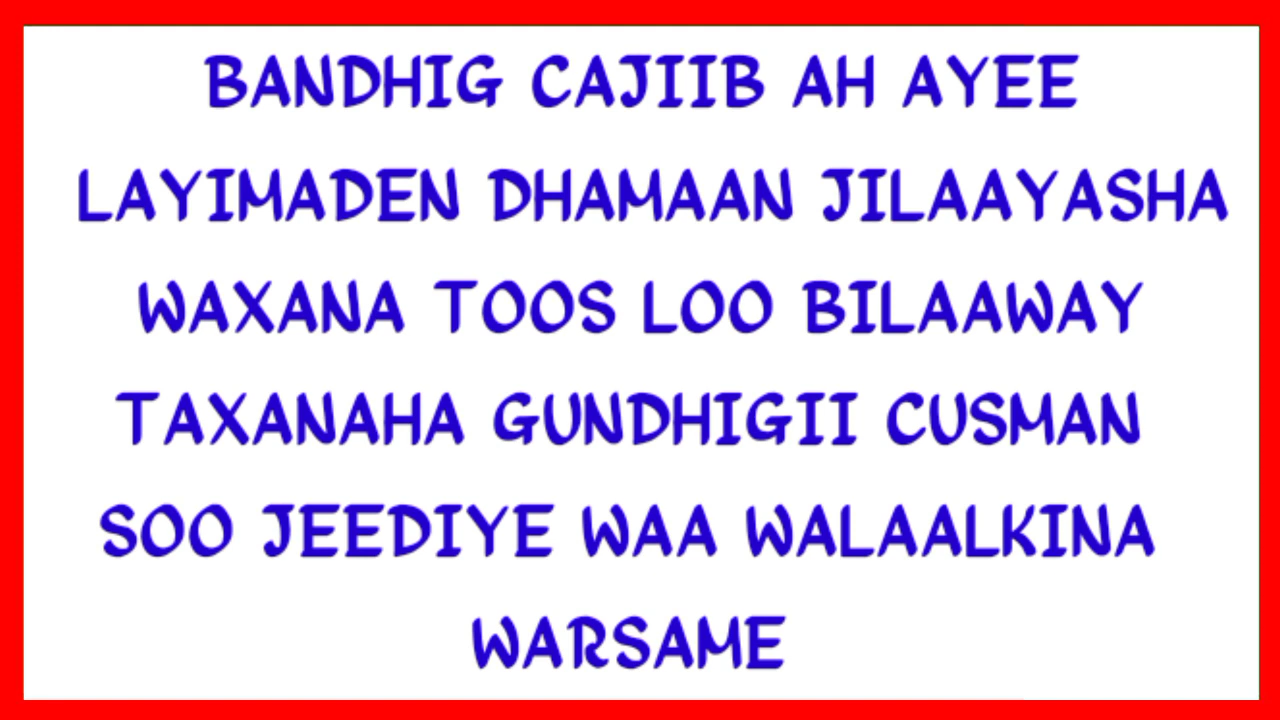 BANDHIG CAJIIB AH AYEE
LAYIMADEN DHAMAAN JILAAYASHA
WAXANA TOOS LOO BILAAWAY
TAXANAHA GUNDHIGII CUSMAN
SOO JEEDIYE WAA WALAALKINA
WARSAME